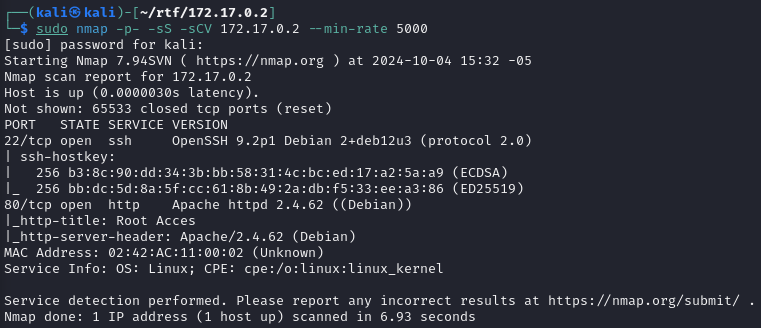 ┌──(kali㉿kali)-[~/rtf/172.17.0.2]
└─$ sudo nmap -p- -sS -sCV 172.17.0.2 --min-rate 5000
[sudo] password for kali:
Starting Nmap 7.94SVN ( https://nmap.org ) at 2024-10-04 15:32 -05
Nmap scan report for 172.17.0.2
Host is up (0.0000030s latency).
Not shown: 65533 closed tcp ports (reset)
PORT   STATE SERVICE VERSION
22/tcp open  ssh     OpenSSH 9.2p1 Debian 2+deb12u3 (protocol 2.0)
| ssh-hostkey:
|   256 b3:8c:90:dd:34:3b:bb:58:31:4c:bc:ed:17:a2:5a:a9 (ECDSA)
|_  256 bb:dc:5d:8a:5f:cc:61:8b:49:2a:db:f5:33:ee:a3:86 (ED25519)
80/tcp open  http    Apache httpd 2.4.62 ((Debian))
|_http-title: Root Acces
|_http-server-header: Apache/2.4.62 (Debian)
MAC Address: 02:42:AC:11:00:02 (Unknown)
Service Info: OS: Linux; CPE: cpe:/o:linux:linux_kernel

Service detection performed. Please report any incorrect results at https://nmap.org/submit/ .
Nmap done: 1 IP address (1 host up) scanned in 6.93 seconds